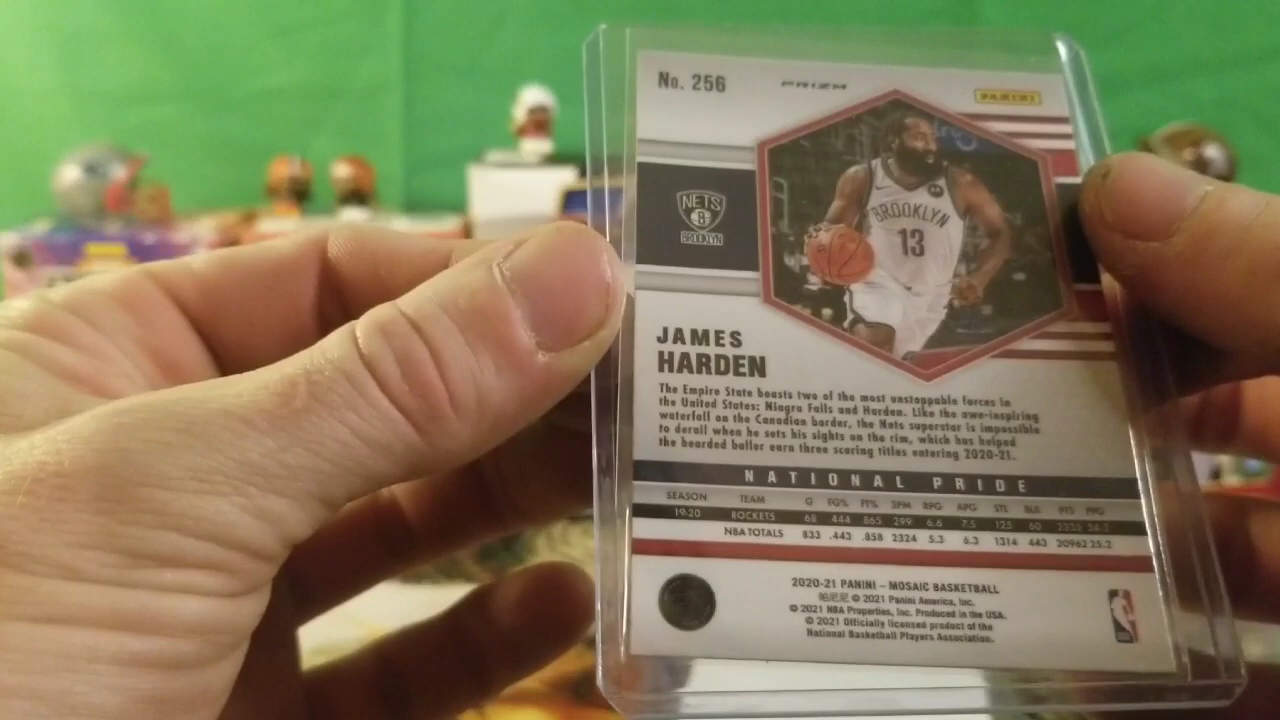 No. 256
PRIZM
PANINI
NETS
B
BROOKLYN
BROOKLYN
13
JAMES
HARDEN
The Empire State boasts two of the most unstoppable forces in
the United States: Niagra Falls and Harden. Like the awe-inspiring
waterfall on the Canadian border, the Nets superstar is impossible
to derail when he sets his sights on the rim, which has helped
the bearded baller earn three scoring titles entering 2020-21.
NATIONAL PRIDE
SEASON TEAM G FG% FT% 3PM RPG APG STL BLK PTS PPG
19-20 ROCKETS 68 .444 .865 299 6.6 7.5 125 60 2335 34.3
NBA TOTALS 833 .443 .858 2324 5.3 6.3 1314 443 20962 25.2
2020-21 PANINI – MOSAIC BASKETBALL
帕尼尼 © 2021 Panini America, Inc.
© 2021 NBA Properties, Inc. Produced in the USA.
© 2021 Officially licensed product of the
National Basketball Players Association.